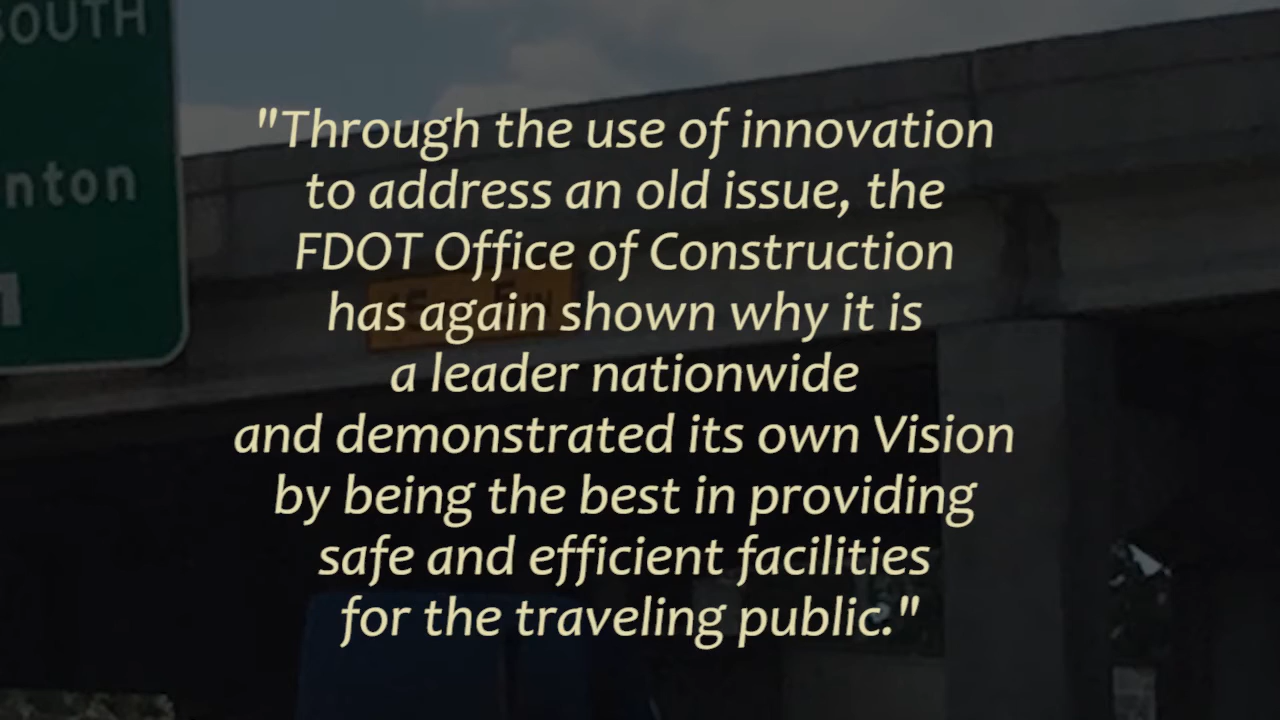 SOUTH
"Through the use of innovation
to address an old issue, the
FDOT Office of Construction
has again shown why it is
a leader nationwide
and demonstrated its own Vision
by being the best in providing
safe and efficient facilities
for the traveling public."